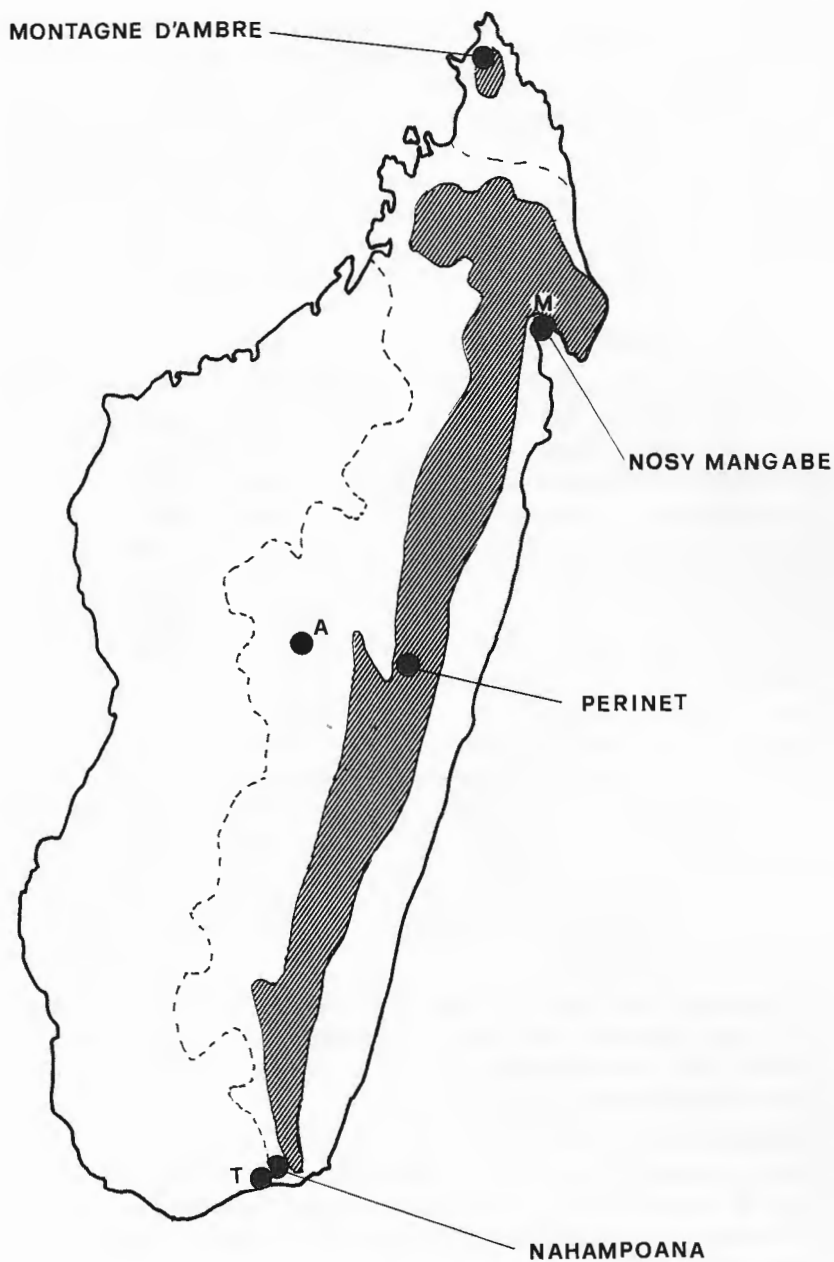 MONTAGNE D'AMBRE
M
NOSY MANGABE
A
PERINET
T
NAHAMPOANA